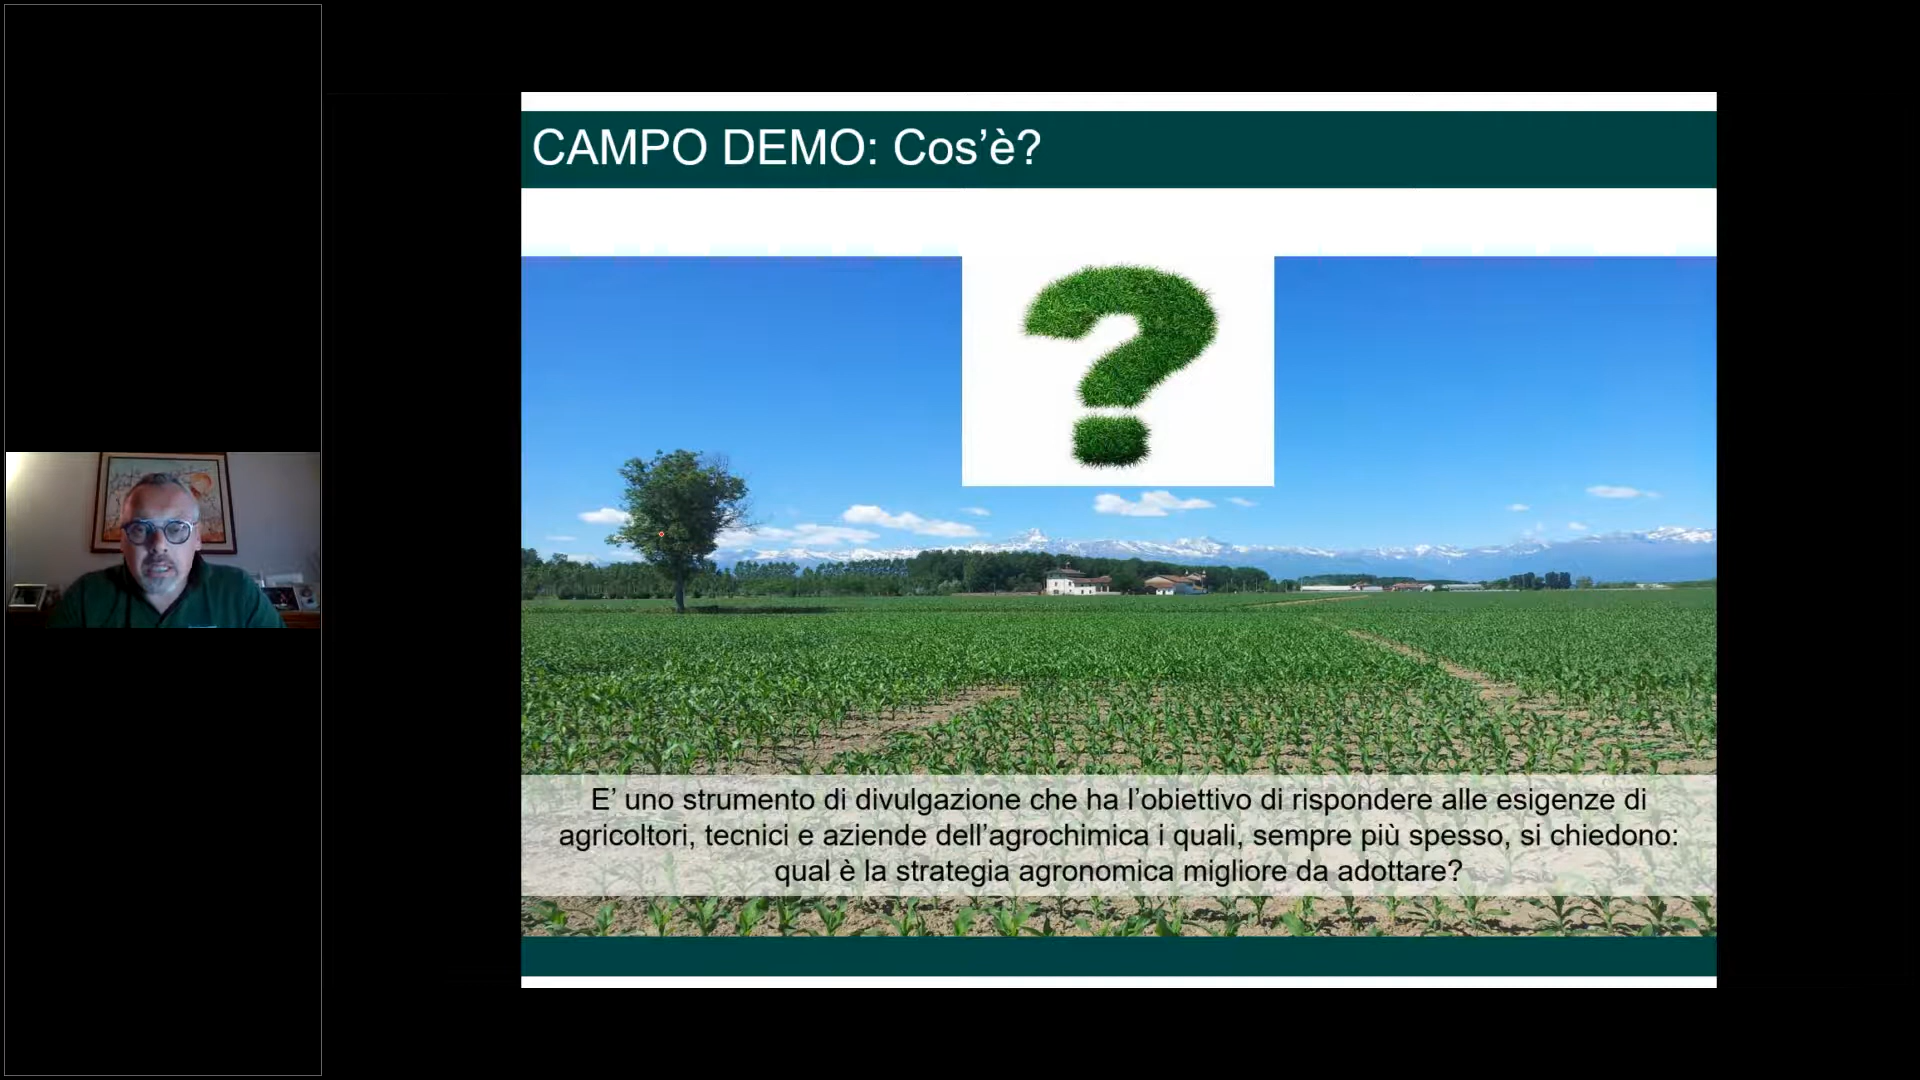 CAMPO DEMO: Cos’è?
E’ uno strumento di divulgazione che ha l’obiettivo di rispondere alle esigenze di
agricoltori, tecnici e aziende dell’agrochimica i quali, sempre più spesso, si chiedono:
qual è la strategia agronomica migliore da adottare?